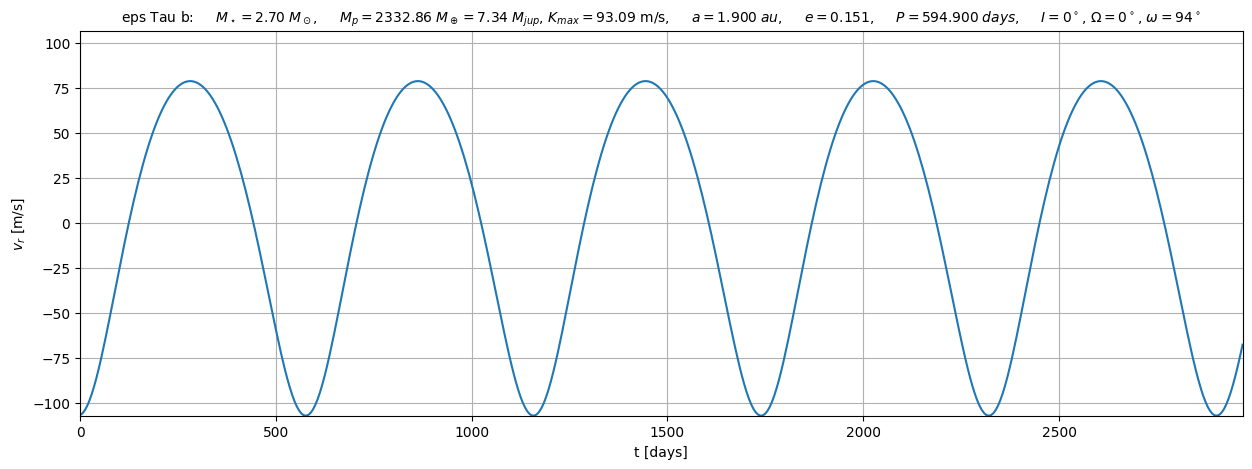 eps Tau b: M⋆ = 2.70 M⊙, Mp = 2332.86 M⊕ = 7.34 Mjup, Kmax = 93.09 m/s, a = 1.900 au, e = 0.151, P = 594.900 days, I = 0°, Ω = 0°, ω = 94°
100
75
50
25
0
−25
−50
−75
−100
vr [m/s]
0 500 1000 1500 2000 2500
t [days]